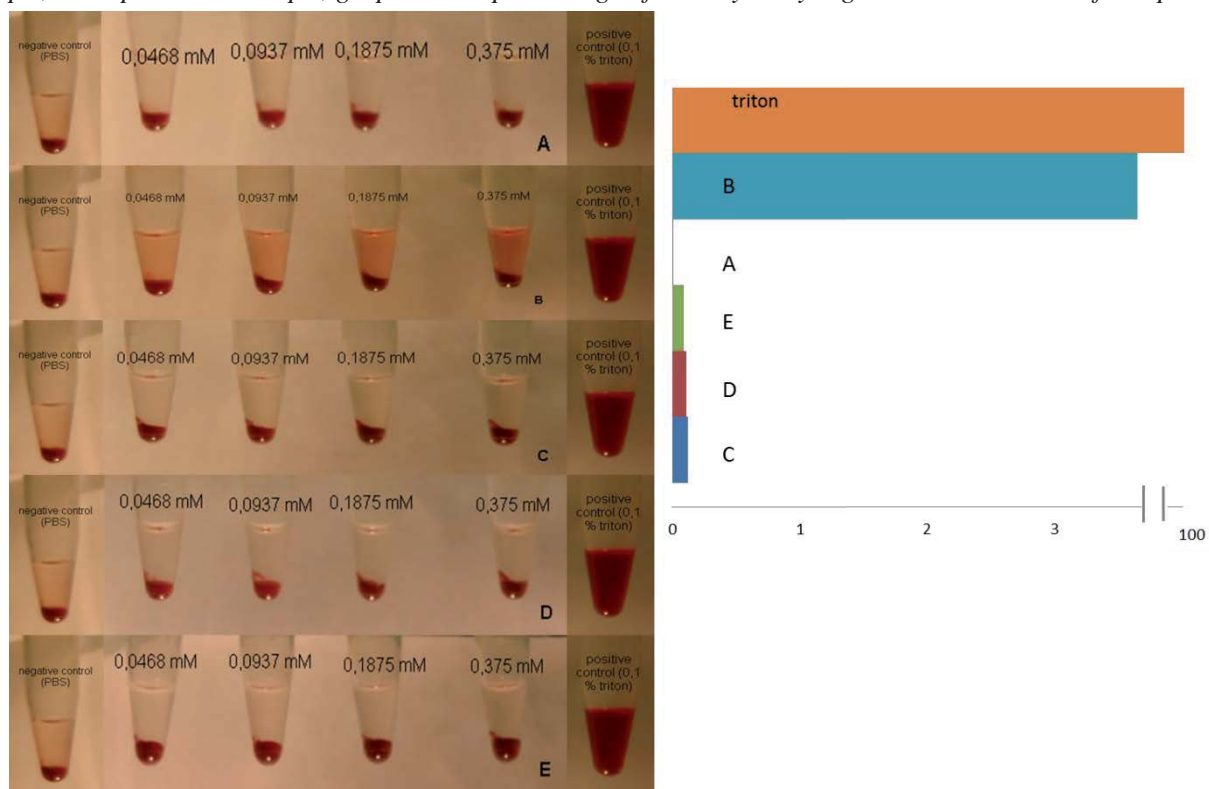 negative control
(PBS)
0,0468 mM
0,0937 mM
0,1875 mM
0,375 mM
positive
control (0,1
% triton)
A
negative control
(PBS)
0,0468 mM
0,0937 mM
0,1875 mM
0,375 mM
positive
control (0,1
% triton)
B
negative control
(PBS)
0,0468 mM
0,0937 mM
0,1875 mM
0,375 mM
positive
control (0,1
% triton)
C
negative control
(PBS)
0,0468 mM
0,0937 mM
0,1875 mM
0,375 mM
positive
control (0,1
% triton)
D
negative control
(PBS)
0,0468 mM
0,0937 mM
0,1875 mM
0,375 mM
positive
control (0,1
% triton)
E
triton
B
A
E
D
C
0 1 2 3 100